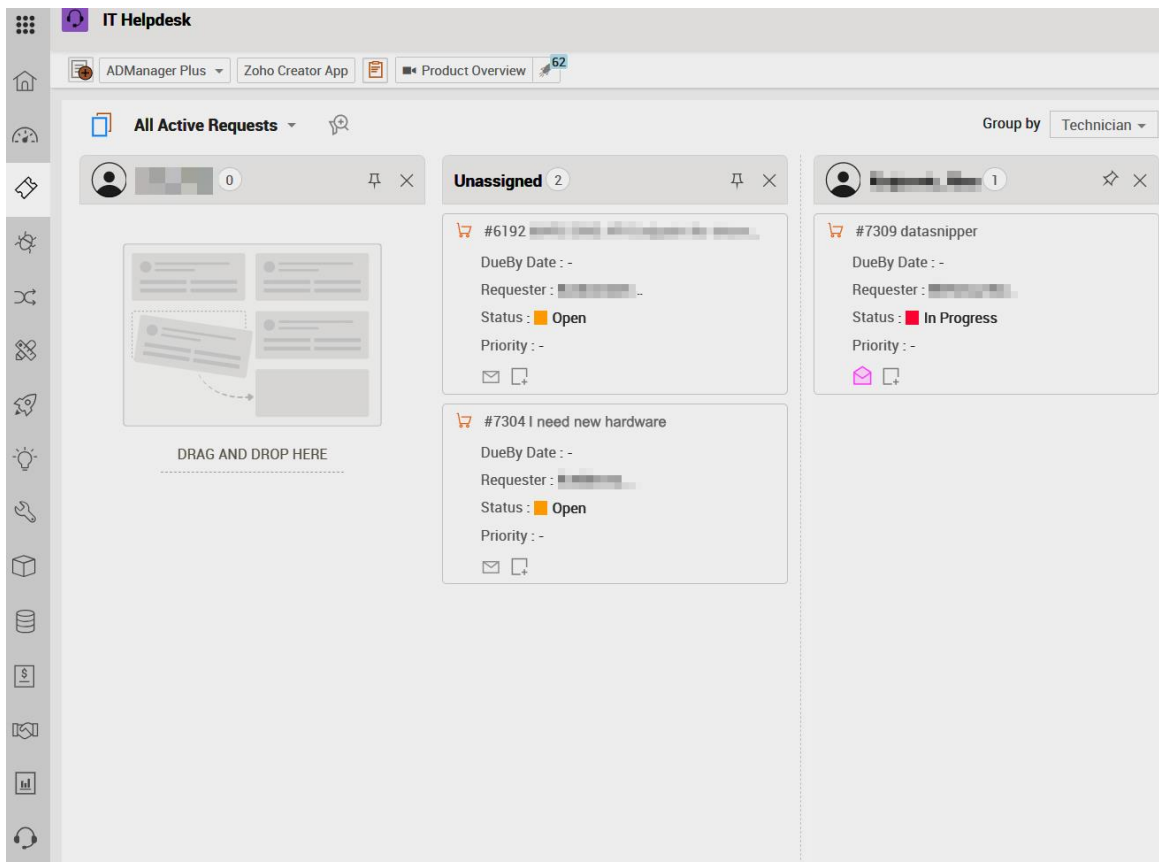 IT Helpdesk
ADManager Plus Zoho Creator App Product Overview 62
All Active Requests Group by Technician
0
DRAG AND DROP HERE
Unassigned 2
#6192
DueBy Date : -
Requester :
Status : Open
Priority : -
#7304 I need new hardware
DueBy Date : -
Requester :
Status : Open
Priority : -
1
#7309 datasnipper
DueBy Date : -
Requester :
Status : In Progress
Priority : -